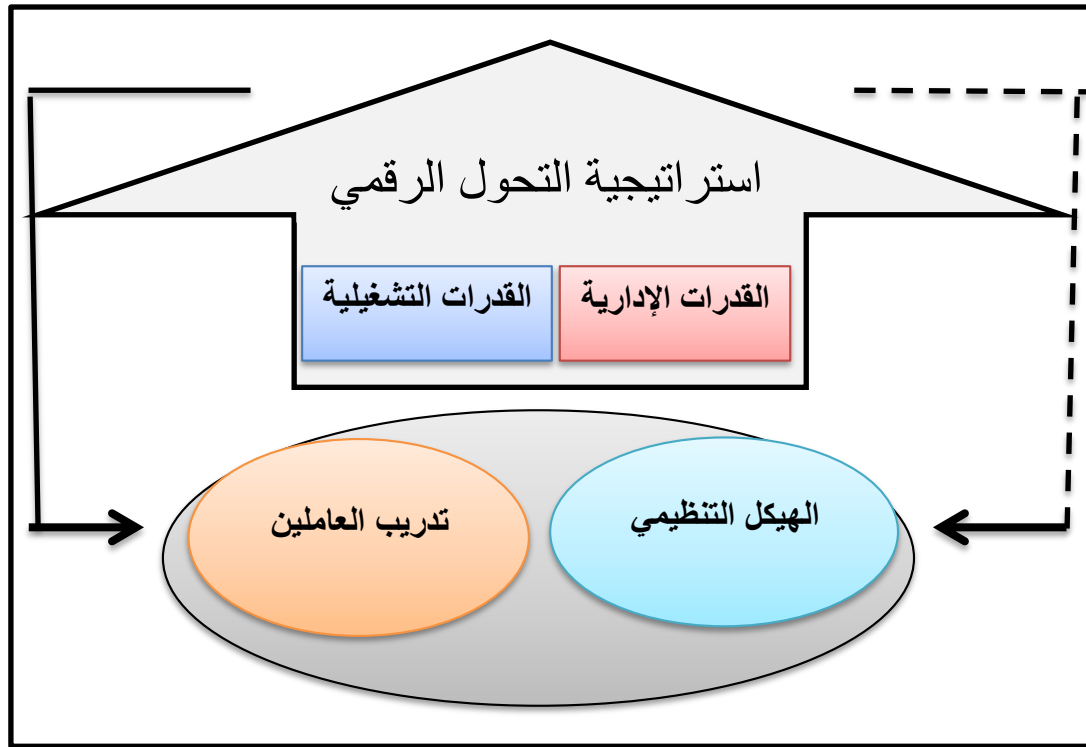 استراتيجية التحول الرقمي
القدرات الإدارية
القدرات التشغيلية
الهيكل التنظيمي
تدريب العاملين